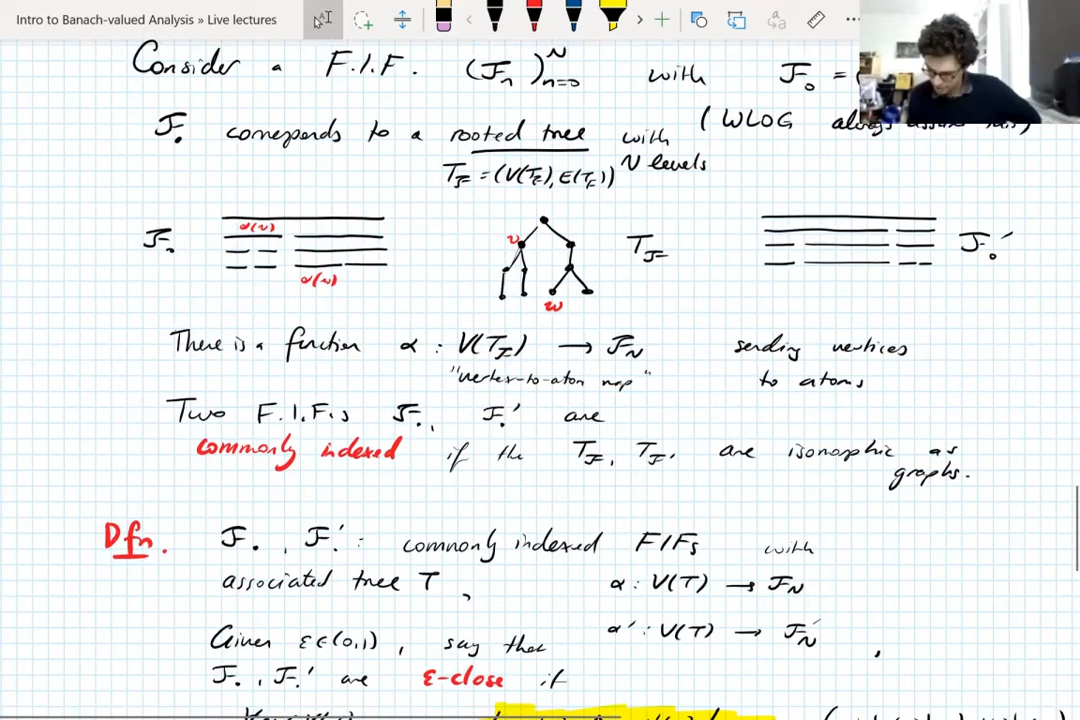 Intro to Banach-valued Analysis » Live lectures
Consider a F.I.F. (F_n)_{n=0}^N with F_0 =
(WLOG always assume this)
F. corresponds to a rooted tree with N levels
T_F = (V(T_F), E(T_F))
F. α(v) v T_F F.'
α(w) w
There is a function α : V(T_F) → F_N sending vertices
"vertex-to-atom map" to atoms
Two F.I.F.s F., F.' are
commonly indexed if the T_F, T_F' are isomorphic as
graphs.
Dfn. F., F.' : commonly indexed FIFs with
associated tree T, α : V(T) → F_N
α' : V(T) → F_N' ,
Given ε∈(0,1), say that
F., F.' are ε-close if